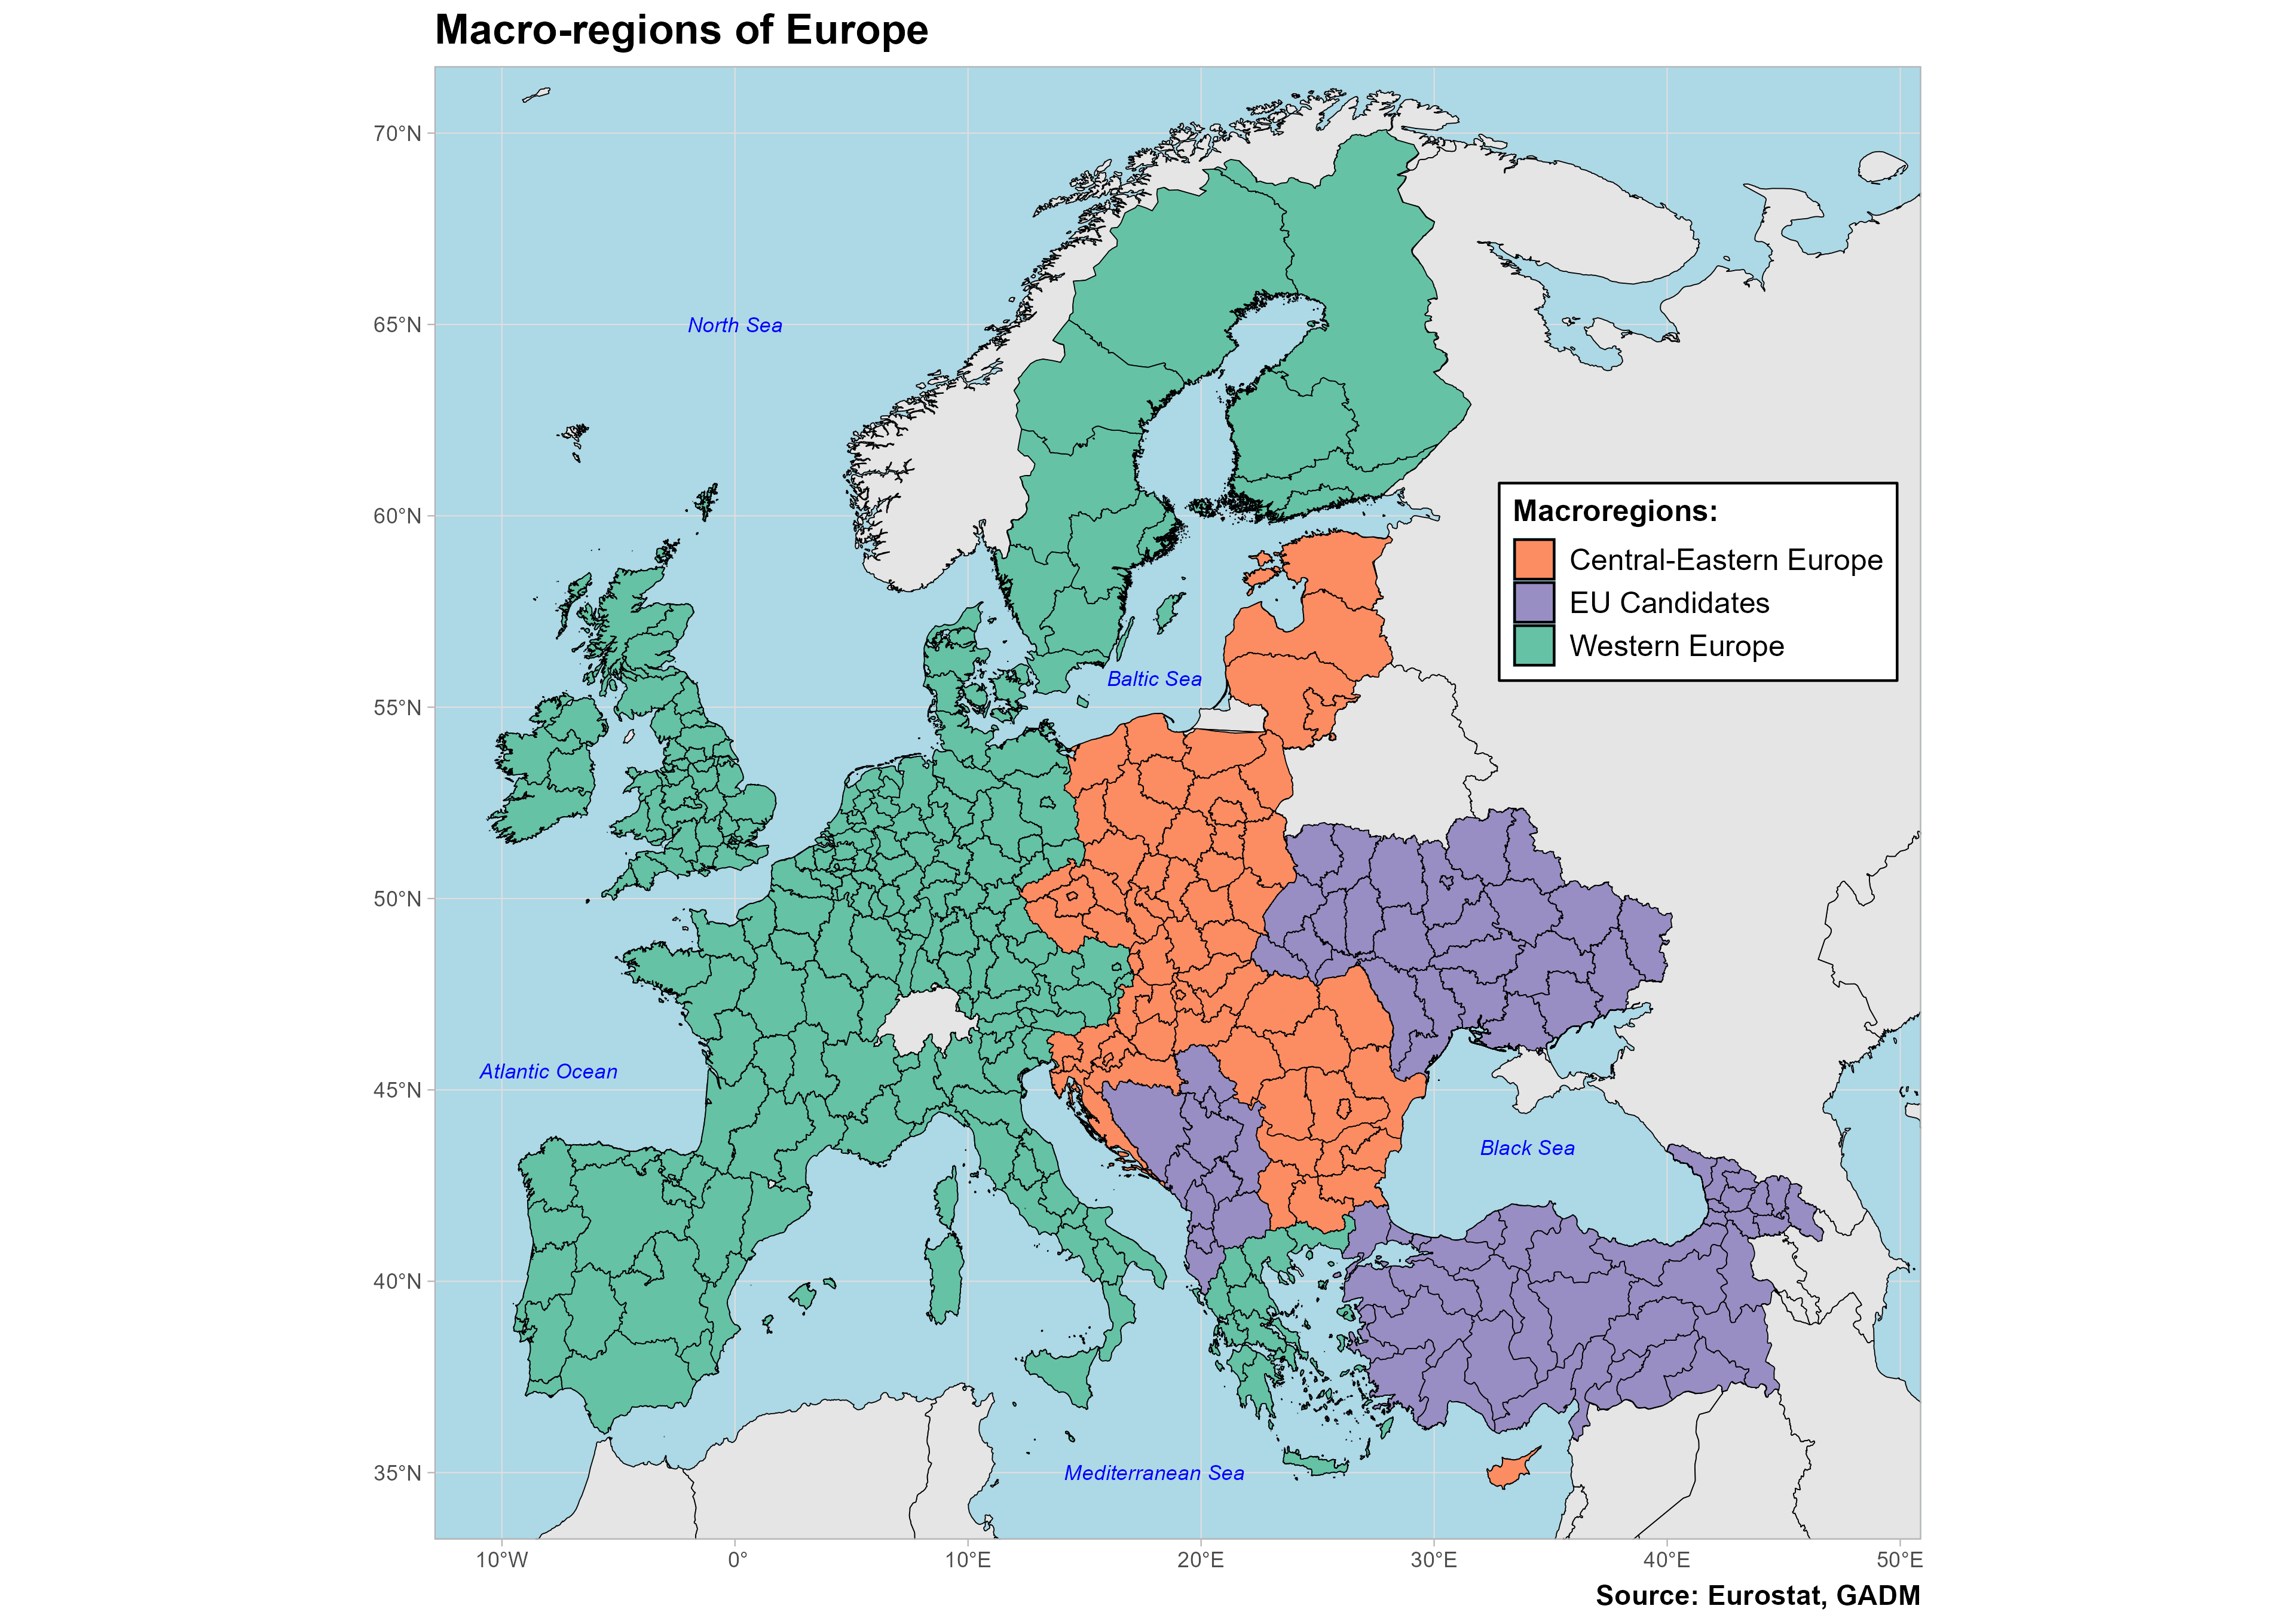 Macro-regions of Europe
70°N
65°N
60°N
55°N
50°N
45°N
40°N
35°N
North Sea
Macroregions:
Central-Eastern Europe
EU Candidates
Western Europe
Baltic Sea
Atlantic Ocean
Black Sea
Mediterranean Sea
10°W 0° 10°E 20°E 30°E 40°E 50°E
Source: Eurostat, GADM